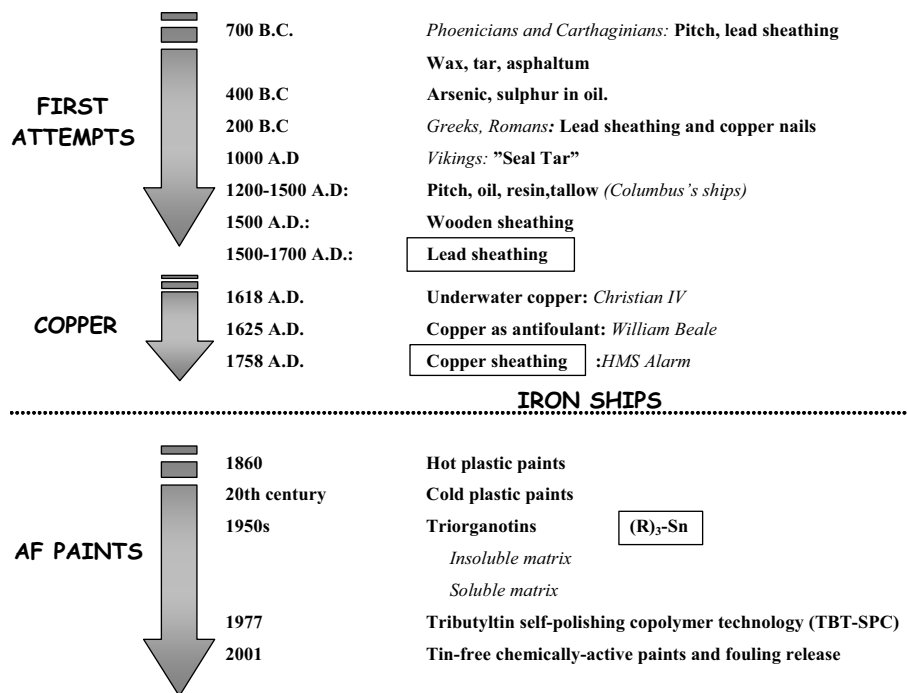 700 B.C. Phoenicians and Carthaginians: Pitch, lead sheathing
Wax, tar, asphaltum
FIRST ATTEMPTS
400 B.C Arsenic, sulphur in oil.
200 B.C Greeks, Romans: Lead sheathing and copper nails
1000 A.D Vikings: ”Seal Tar”
1200-1500 A.D: Pitch, oil, resin,tallow (Columbus’s ships)
1500 A.D.: Wooden sheathing
1500-1700 A.D.: Lead sheathing
COPPER
1618 A.D. Underwater copper: Christian IV
1625 A.D. Copper as antifoulant: William Beale
1758 A.D. Copper sheathing :HMS Alarm
IRON SHIPS
AF PAINTS
1860 Hot plastic paints
20th century Cold plastic paints
1950s Triorganotins (R)₃-Sn
Insoluble matrix
Soluble matrix
1977 Tributyltin self-polishing copolymer technology (TBT-SPC)
2001 Tin-free chemically-active paints and fouling release